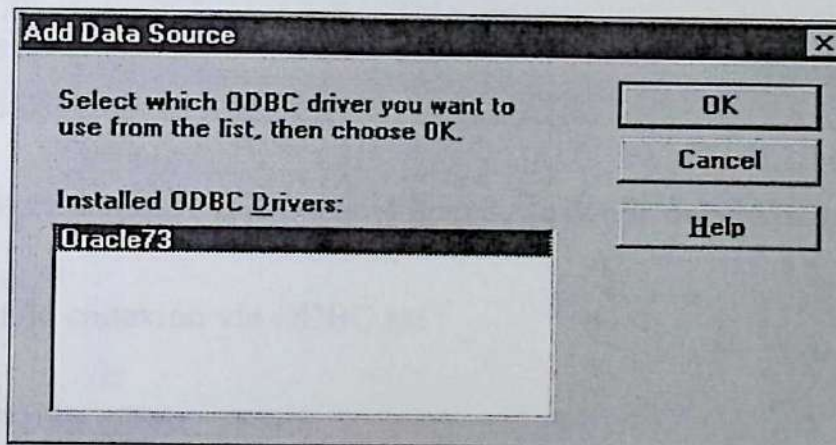 Add Data Source
Select which ODBC driver you want to
use from the list, then choose OK.
Installed ODBC Drivers:
Oracle73
OK
Cancel
Help